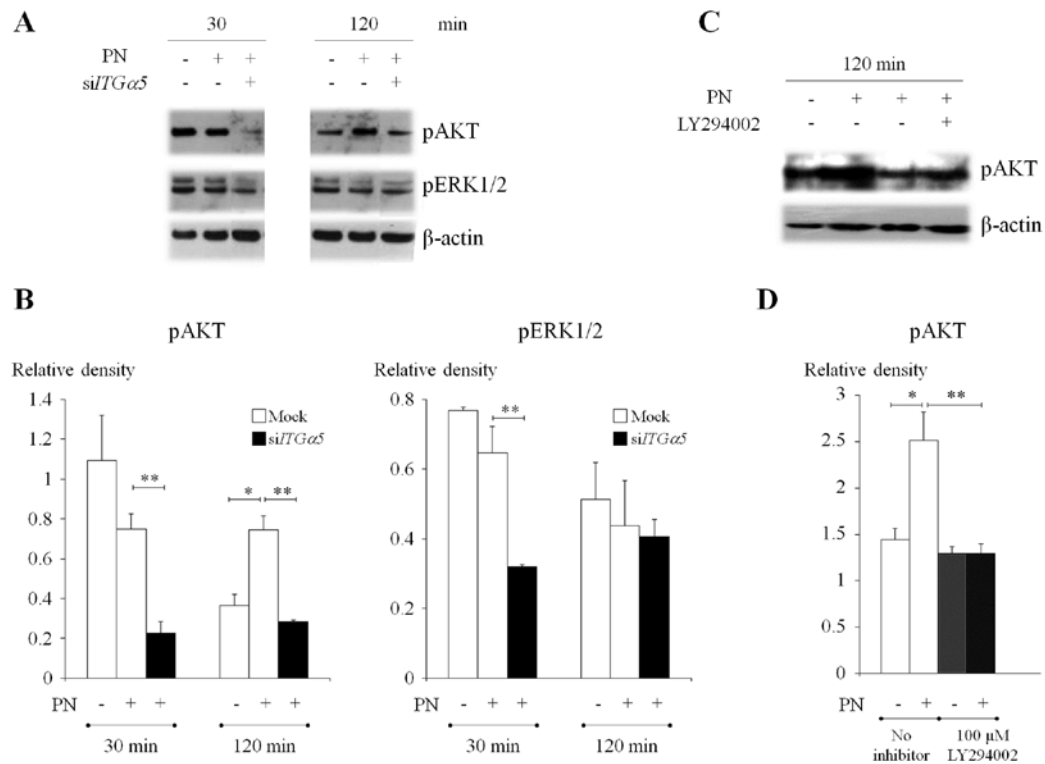 A
30
120
min
PN
- + +
- + +
siITGα5
- - +
- - +
pAKT
pERK1/2
β-actin
C
120 min
PN
- + + +
LY294002
+
pAKT
β-actin
B
pAKT
Relative density
1.4
1.2
1
0.8
0.6
0.4
0.2
0
Mock
siITGα5
**
*
**
PN
- + +
- + +
30 min
120 min
pERK1/2
Relative density
0.8
0.6
0.4
0.2
0
Mock
siITGα5
**
PN
- + +
- + +
30 min
120 min
D
pAKT
Relative density
3
2.5
2
1.5
1
0.5
0
*
**
PN
- + - +
No
inhibitor
100 µM
LY294002